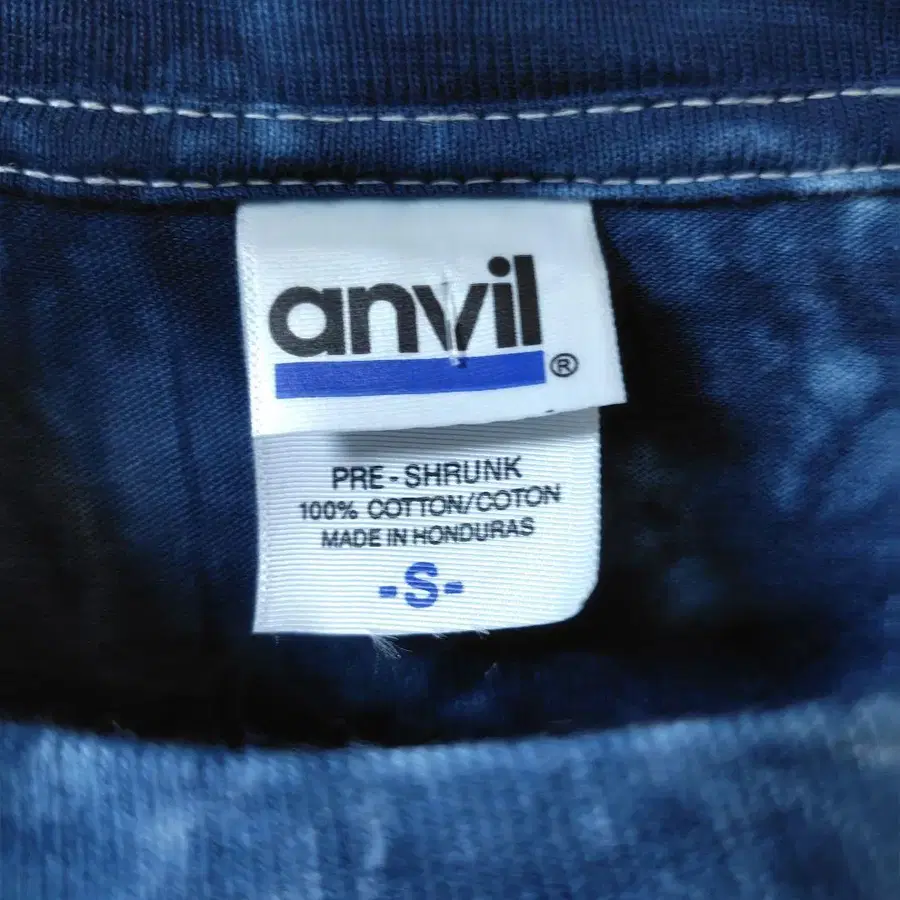 anvil®
PRE-SHRUNK
100% COTTON/COTON
MADE IN HONDURAS
-S-